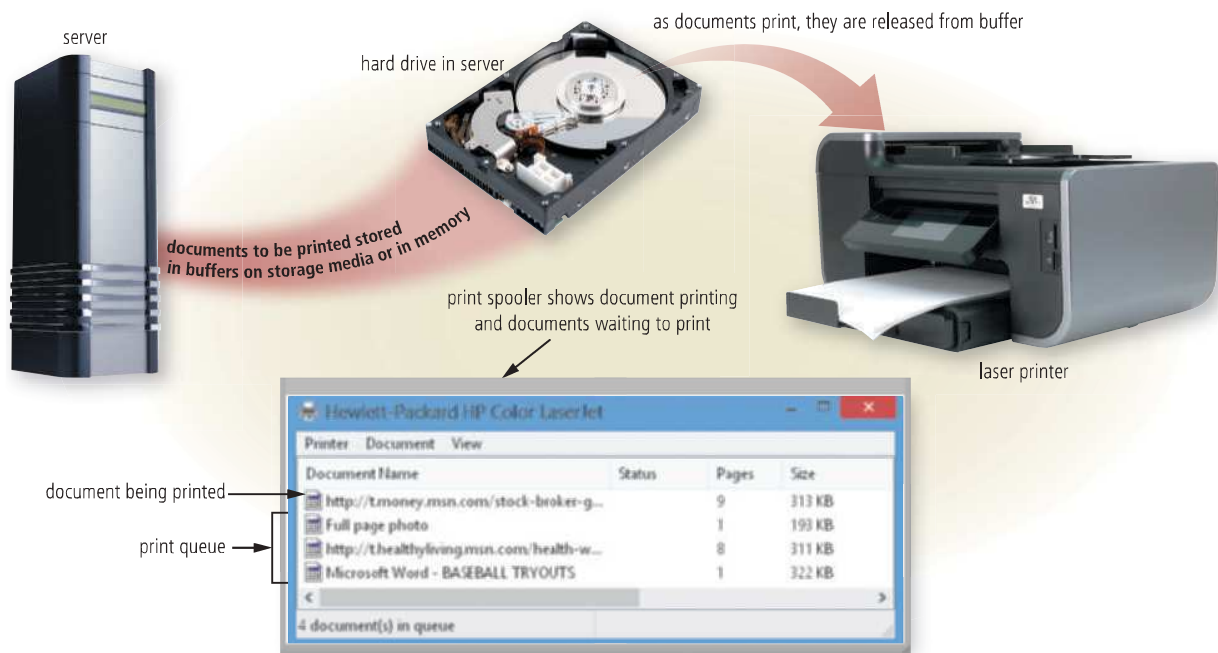 server
hard drive in server
as documents print, they are released from buffer
documents to be printed stored
in buffers on storage media or in memory
print spooler shows document printing
and documents waiting to print
laser printer
Hewlett-Packard HP Color LaserJet
Printer Document View
Document Name Status Pages Size
document being printed
http://t.money.msn.com/stock-broker-g... 9 313 KB
Full page photo 1 193 KB
print queue
http://t.healthyliving.msn.com/health-w... 8 311 KB
Microsoft Word - BASEBALL TRYOUTS 1 322 KB
4 document(s) in queue